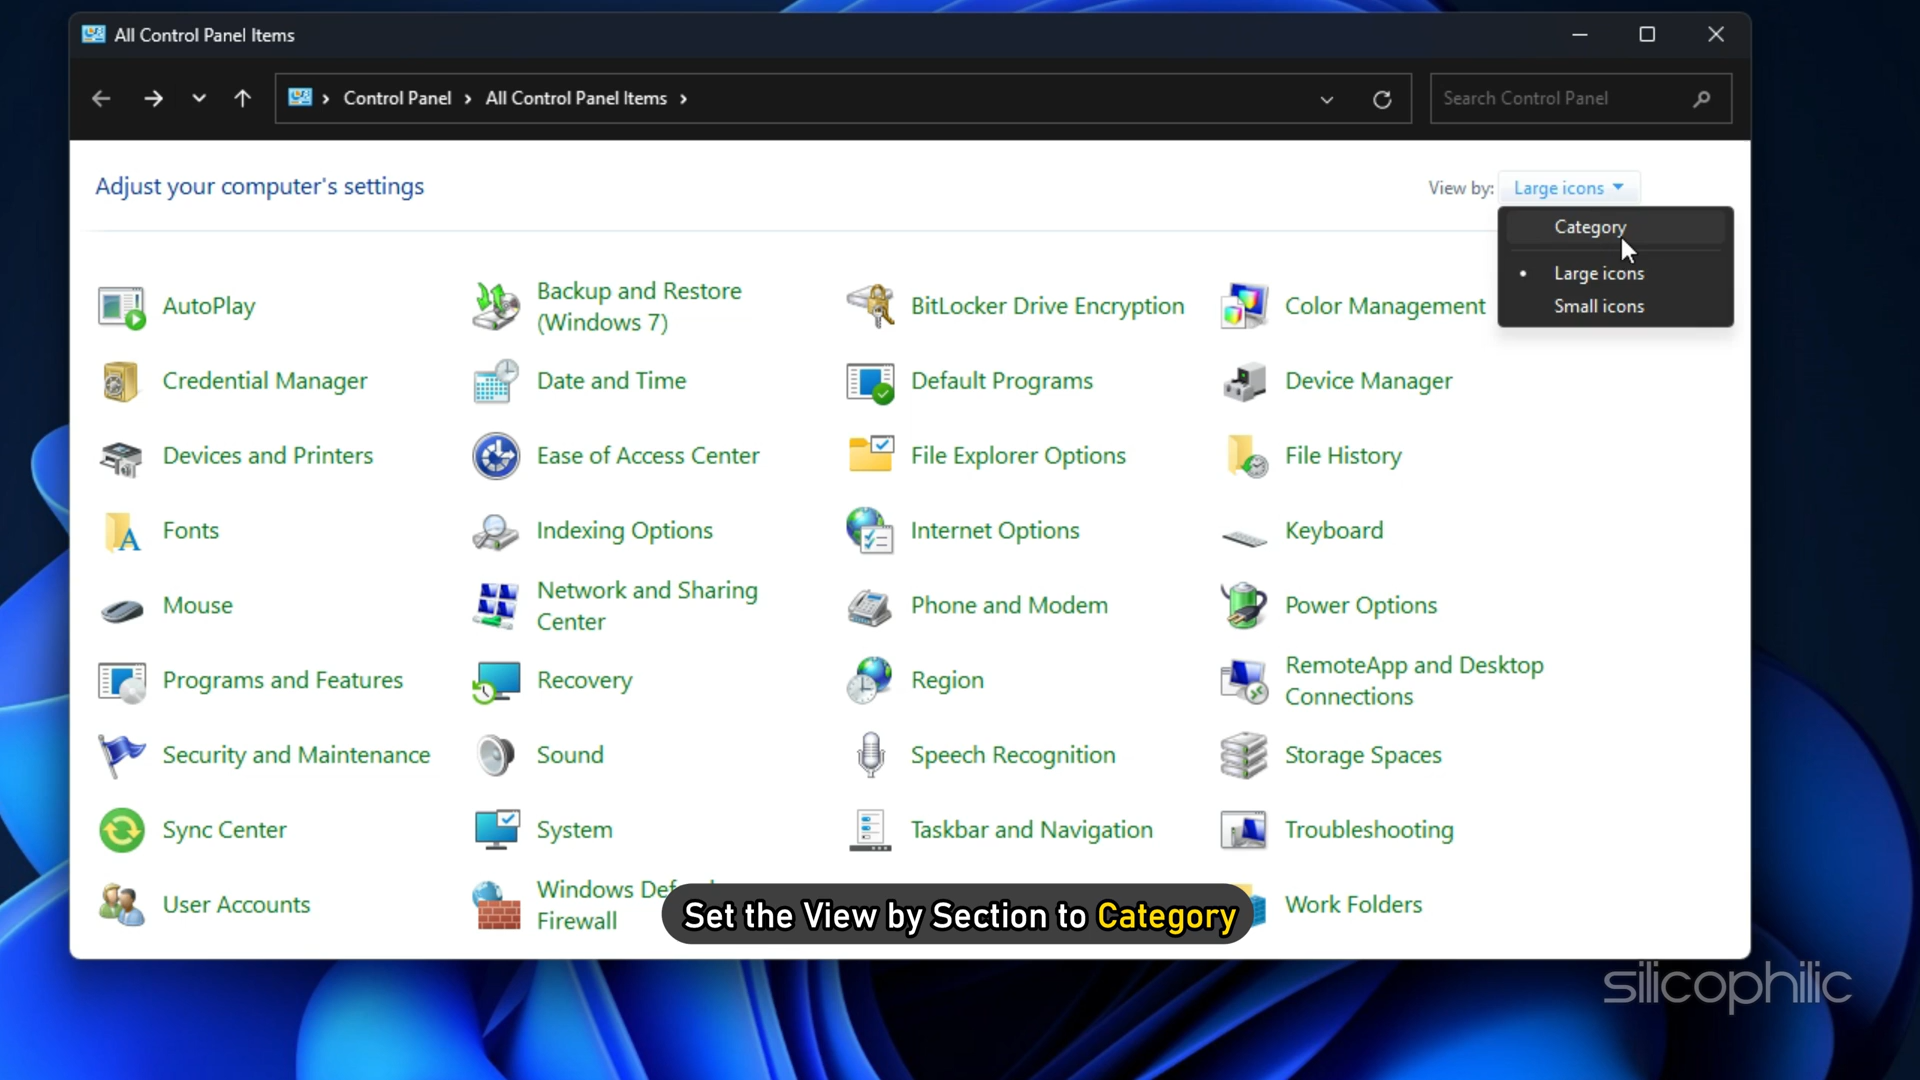 All Control Panel Items
Control Panel > All Control Panel Items >
Search Control Panel
Adjust your computer's settings
View by: Large icons
Category
Large icons
Small icons
AutoPlay
Backup and Restore
(Windows 7)
BitLocker Drive Encryption
Color Management
Credential Manager
Date and Time
Default Programs
Device Manager
Devices and Printers
Ease of Access Center
File Explorer Options
File History
Fonts
Indexing Options
Internet Options
Keyboard
Mouse
Network and Sharing
Center
Phone and Modem
Power Options
Programs and Features
Recovery
Region
RemoteApp and Desktop
Connections
Security and Maintenance
Sound
Speech Recognition
Storage Spaces
Sync Center
System
Taskbar and Navigation
Troubleshooting
User Accounts
Windows
Firewall
Work Folders
Set the View by Section to Category
silicophilic